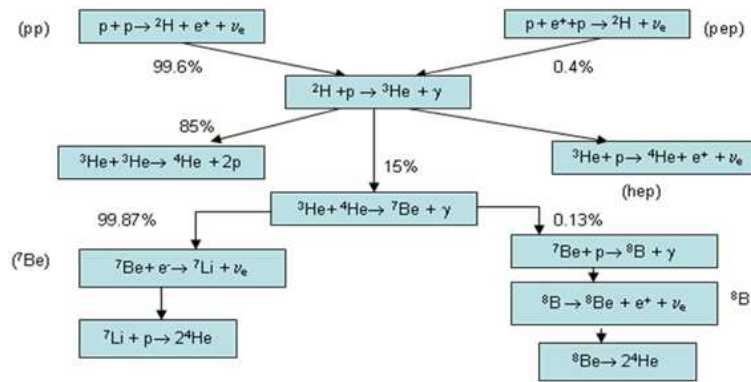 (pp)
p + p → ²H + e⁺ + νₑ
p + e⁺+p → ²H + νₑ
(pep)
99.6%
0.4%
²H +p → ³He + γ
85%
³He+³He→ ⁴He +2p
15%
³He+p→⁴He+ e⁺ + νₑ
(hep)
³He+⁴He→ ⁷Be + γ
99.87%
0.13%
(⁷Be)
⁷Be+ e⁻→ ⁷Li + νₑ
⁷Be+p→ ⁸B + γ
⁷Li + p→ 2⁴He
⁸B→ ⁸Be + e⁺ + νₑ
⁸B
⁸Be→2⁴He